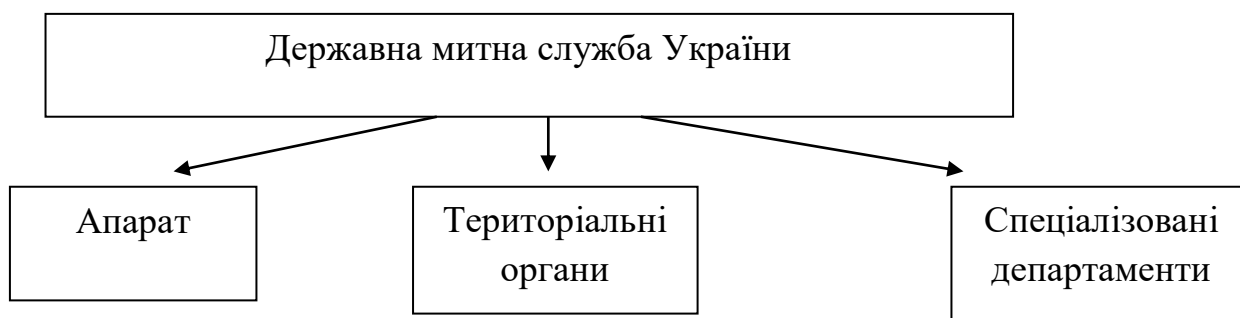 Державна митна служба України
Апарат
Територіальні
органи
Спеціалізовані
департаменти